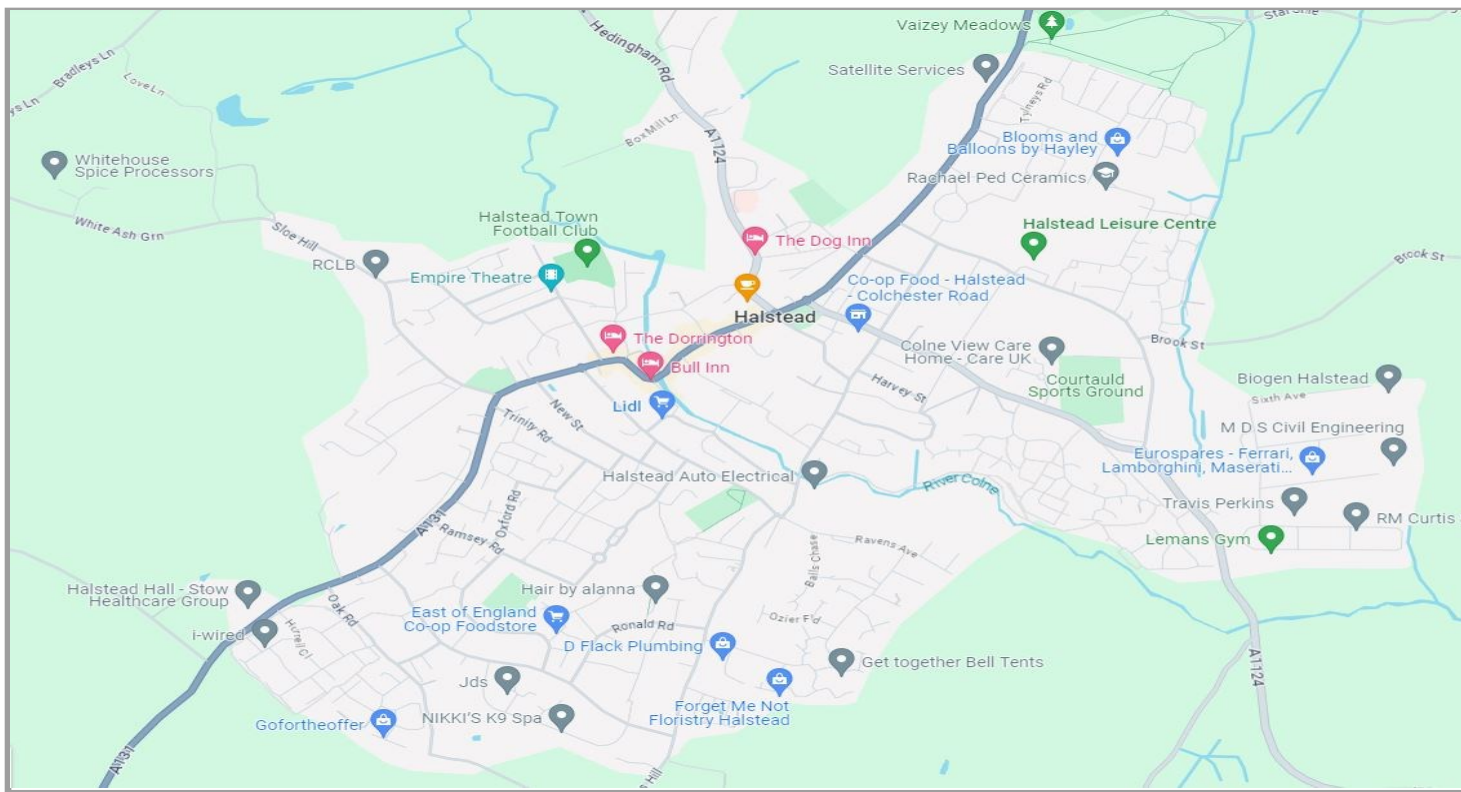 Vaizey Meadows
Hedingham Rd
Bradleys Ln
Love Ln
Satellite Services
Tylneys Rd
Box Mill Ln
A1124
Blooms and
Balloons by Hayley
Whitehouse
Spice Processors
Rachael Ped Ceramics
White Ash Grn
Sloe Hill
Halstead Town
Football Club
Halstead Leisure Centre
The Dog Inn
RCLB
Empire Theatre
Brook St
Co-op Food - Halstead
- Colchester Road
Halstead
The Dorrington
Bull Inn
Colne View Care
Home - Care UK
Brook St
Courtauld
Sports Ground
Biogen Halstead
Sixth Ave
Harvey St
Lidl
New St
Trinity Rd
M D S Civil Engineering
Eurospares - Ferrari,
Lamborghini, Maserati...
Halstead Auto Electrical
River Colne
Travis Perkins
RM Curtis
Oxford Rd
A131
Ramsey Rd
Lemans Gym
Balls Chase
Ravens Ave
Halstead Hall - Stow
Healthcare Group
Oak Rd
Hair by alanna
East of England
Co-op Foodstore
Ronald Rd
Ozier F'd
i-wired
Hurrell Cl
D Flack Plumbing
Get together Bell Tents
A1124
Jds
Forget Me Not
Floristry Halstead
NIKKI'S K9 Spa
Gofortheoffer
A131
Hill